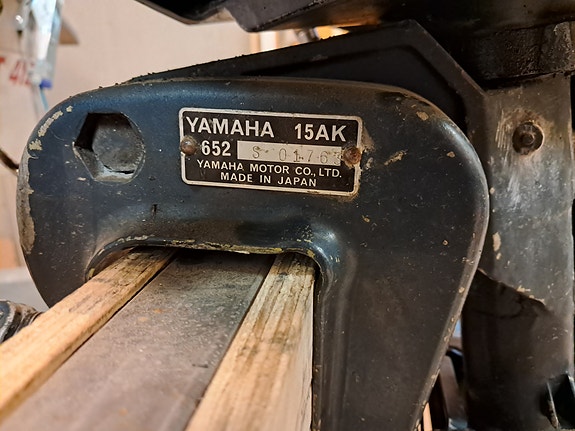 YAMAHA 15AK
652 S 0176
YAMAHA MOTOR CO., LTD.
MADE IN JAPAN